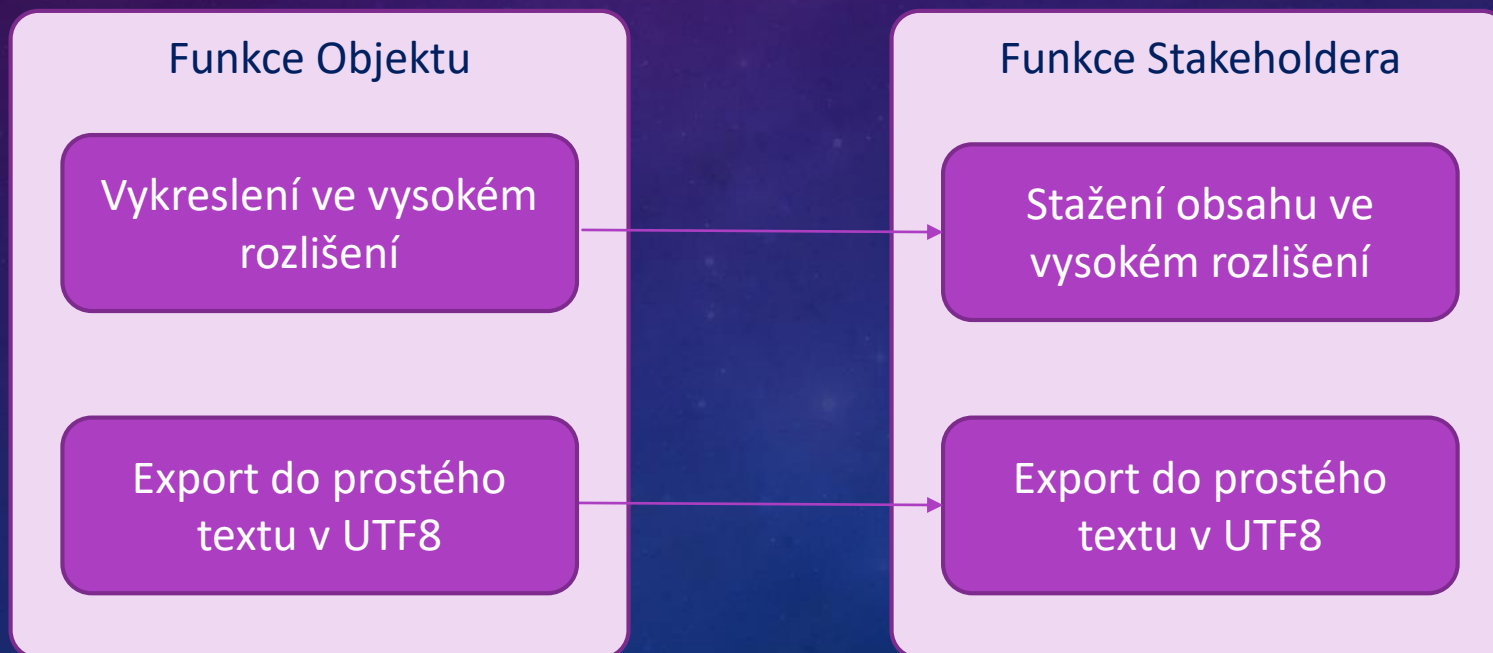 Funkce Objektu
Vykreslení ve vysokém
rozlišení
Export do prostého
textu v UTF8
Funkce Stakeholdera
Stažení obsahu ve
vysokém rozlišení
Export do prostého
textu v UTF8